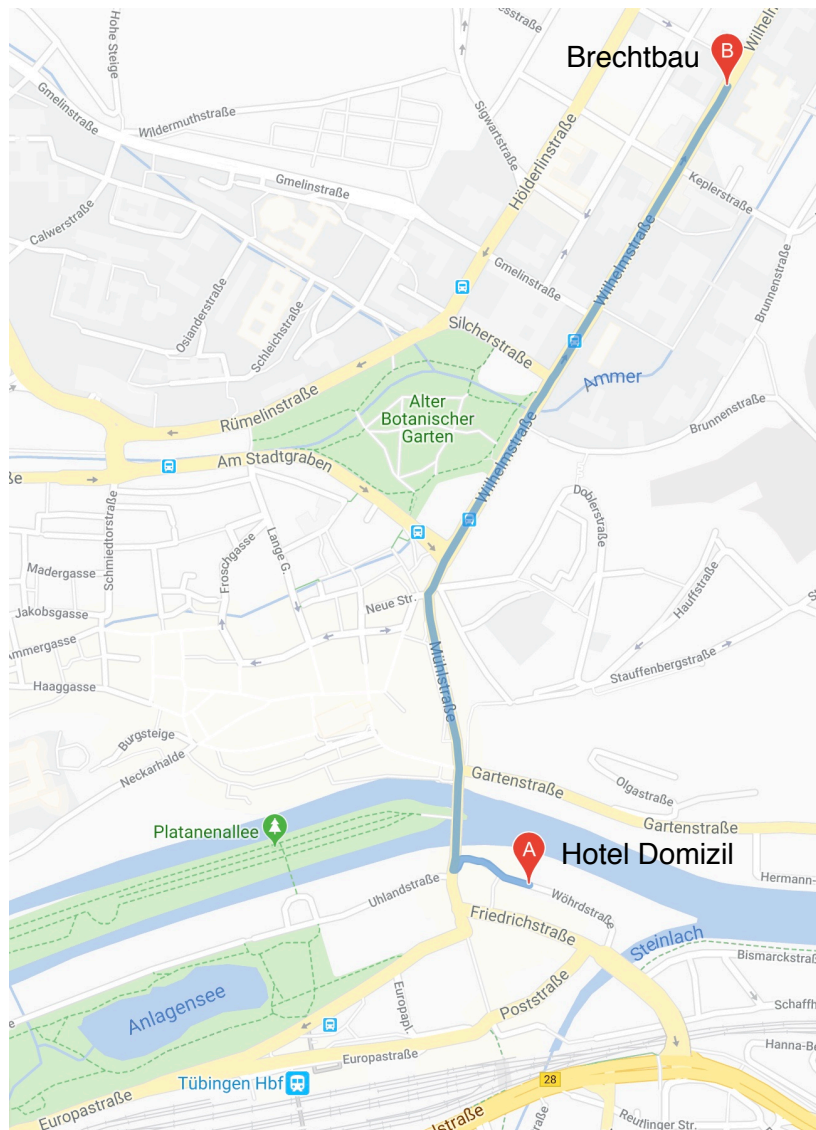 Hohe Steige
Gmelinstraße
Wildermuthstraße
Brechtbau
B
Sigwartstraße
Hölderlinstraße
Gmelinstraße
Keplerstraße
Calwerstraße
Osianderstraße
Schleichstraße
Gmelinstraße
Wilhelmstraße
Brunnenstraße
Silcherstraße
Ammer
Alter
Botanischer
Garten
Rümelinstraße
Brunnenstraße
Am Stadtgraben
Wilhelmstraße
Doblerstraße
Schmiedtorstraße
Froschgasse
Lange G.
Madergasse
Neue Str.
Hauffstraße
Jakobsgasse
Ammergasse
Mühlstraße
Stauffenbergstraße
Haaggasse
Burgsteige
Neckarhalde
Gartenstraße
Olgastraße
Platanenallee
Gartenstraße
A
Hotel Domizil
Uhlandstraße
Wöhrdstraße
Friedrichstraße
Steinlach
Anlagensee
Europapl.
Poststraße
Europastraße
Tübingen Hbf
28
Europastraße
Reutlinger Str.